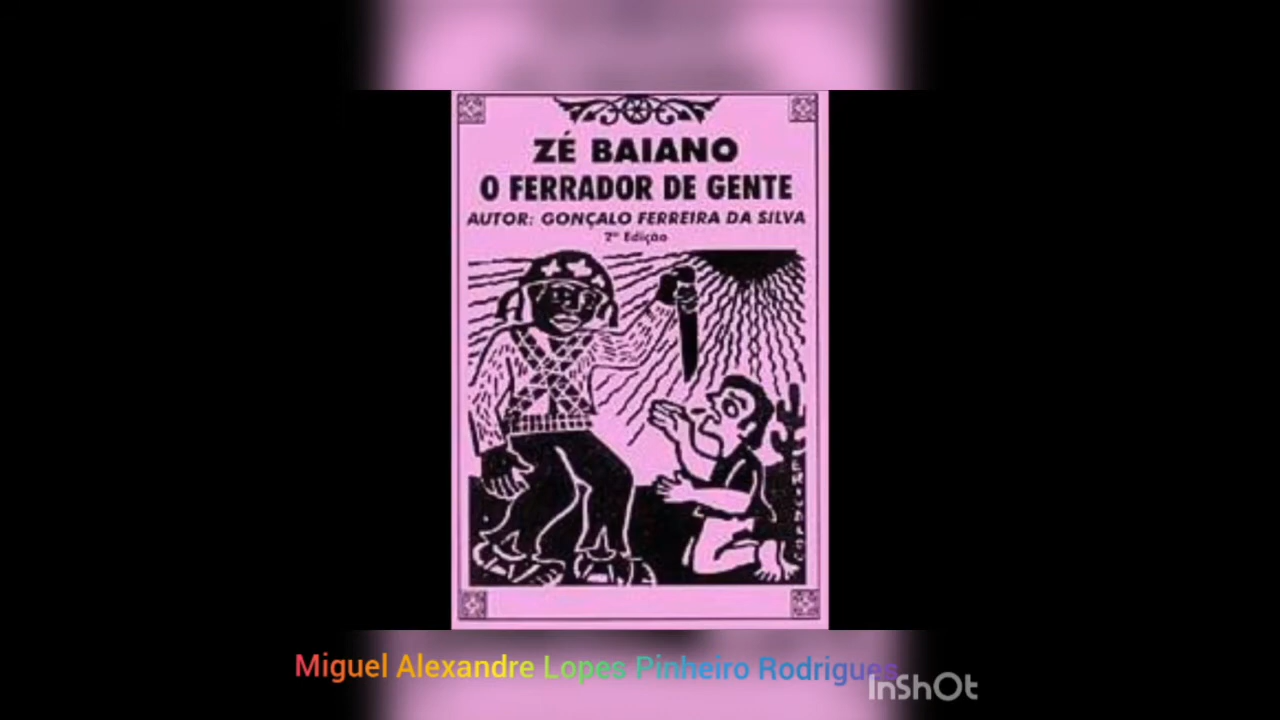 ZÉ BAIANO
O FERRADOR DE GENTE
AUTOR: GONÇALO FERREIRA DA SILVA
2ª Edição
Miguel Alexandre Lopes Pinheiro Rodrigues
InShOt